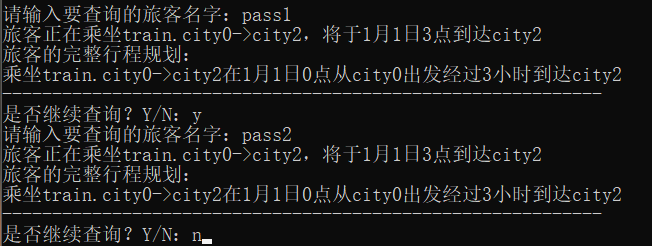 请输入要查询的旅客名字：pass1
旅客正在乘坐train.city0->city2，将于1月1日3点到达city2
旅客的完整行程规划：
乘坐train.city0->city2在1月1日0点从city0出发经过3小时到达city2
------------------------------------------------------------
是否继续查询？Y/N：y
请输入要查询的旅客名字：pass2
旅客正在乘坐train.city0->city2，将于1月1日3点到达city2
旅客的完整行程规划：
乘坐train.city0->city2在1月1日0点从city0出发经过3小时到达city2
------------------------------------------------------------
是否继续查询？Y/N：n